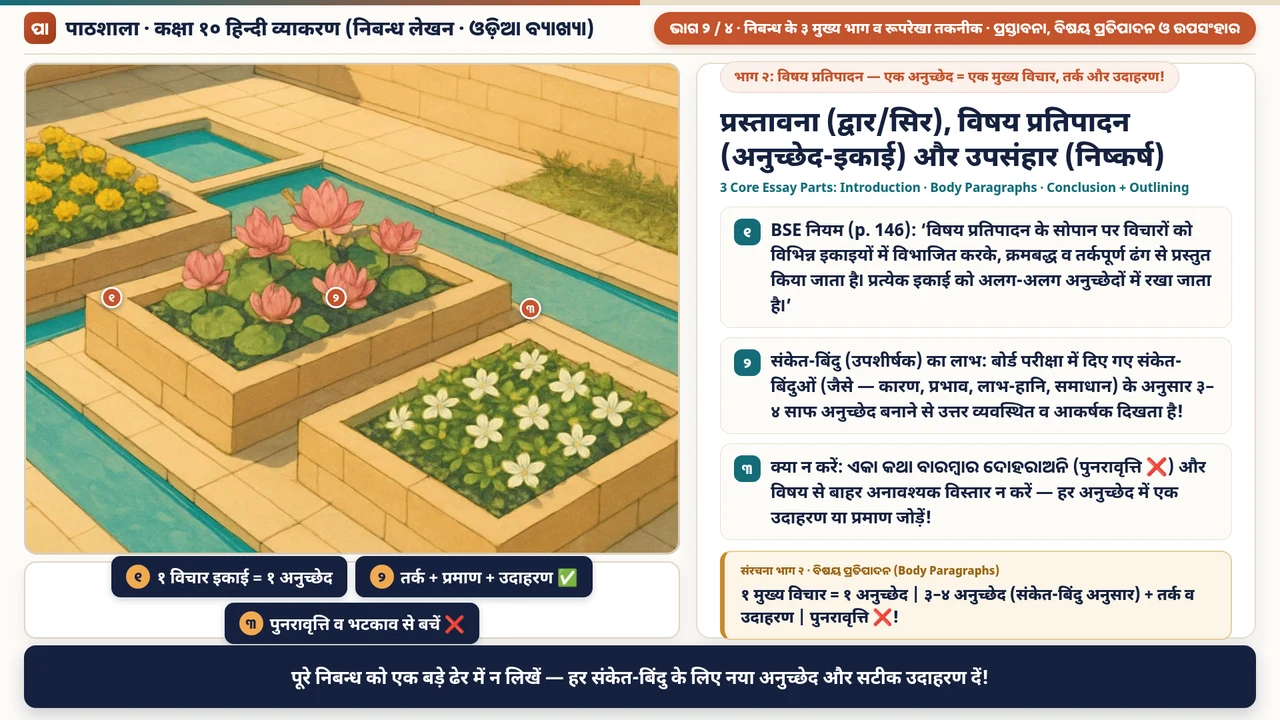 ପା पाठशाला · कक्षा १० हिन्दी व्याकरण (निबन्ध लेखन · ଓଡ଼ିଆ ବ୍ୟାଖ୍ୟା)
ଭାଗ ୨ / ୪ · निबन्ध के ३ मुख्य भाग व रूपरेखा तकनीक · ପ୍ରସ୍ତାବନା, ବିଷୟ ପ୍ରତିପାଦନ ଓ ଉପସଂହାର
୧
୨
୩
୧ १ विचार इकाई = १ अनुच्छेद
୨ तर्क + प्रमाण + उदाहरण ✅
୩ पुनरावृत्ति व भटकाव से बचें ❌
भाग २: विषय प्रतिपादन — एक अनुच्छेद = एक मुख्य विचार, तर्क और उदाहरण!
प्रस्तावना (द्वार/सिर), विषय प्रतिपादन
(अनुच्छेद-इकाई) और उपसंहार (निष्कर्ष)
3 Core Essay Parts: Introduction · Body Paragraphs · Conclusion + Outlining
୧ BSE नियम (p. 146): ‘विषय प्रतिपादन के सोपान पर विचारों को
विभिन्न इकाइयों में विभाजित करके, क्रमबद्ध व तर्कपूर्ण ढंग से प्रस्तुत
किया जाता है। प्रत्येक इकाई को अलग-अलग अनुच्छेदों में रखा जाता
है।’
୨ संकेत-बिंदु (उपशीर्षक) का लाभ: बोर्ड परीक्षा में दिए गए संकेत-
बिंदुओं (जैसे — कारण, प्रभाव, लाभ-हानि, समाधान) के अनुसार ३–
४ साफ अनुच्छेद बनाने से उत्तर व्यवस्थित व आकर्षक दिखता है!
୩ क्या न करें: ଏକା କଥା ବାରମ୍ବାର ଦୋହରାଅନି (पुनरावृत्ति ❌) और
विषय से बाहर अनावश्यक विस्तार न करें — हर अनुच्छेद में एक
उदाहरण या प्रमाण जोड़ें!
संरचना भाग २ · ବିଷୟ ପ୍ରତିପାଦନ (Body Paragraphs)
१ मुख्य विचार = १ अनुच्छेद | ३–४ अनुच्छेद (संकेत-बिंदु अनुसार) + तर्क व
उदाहरण | पुनरावृत्ति ❌!
पूरे निबन्ध को एक बड़े ढेर में न लिखें — हर संकेत-बिंदु के लिए नया अनुच्छेद और सटीक उदाहरण दें!